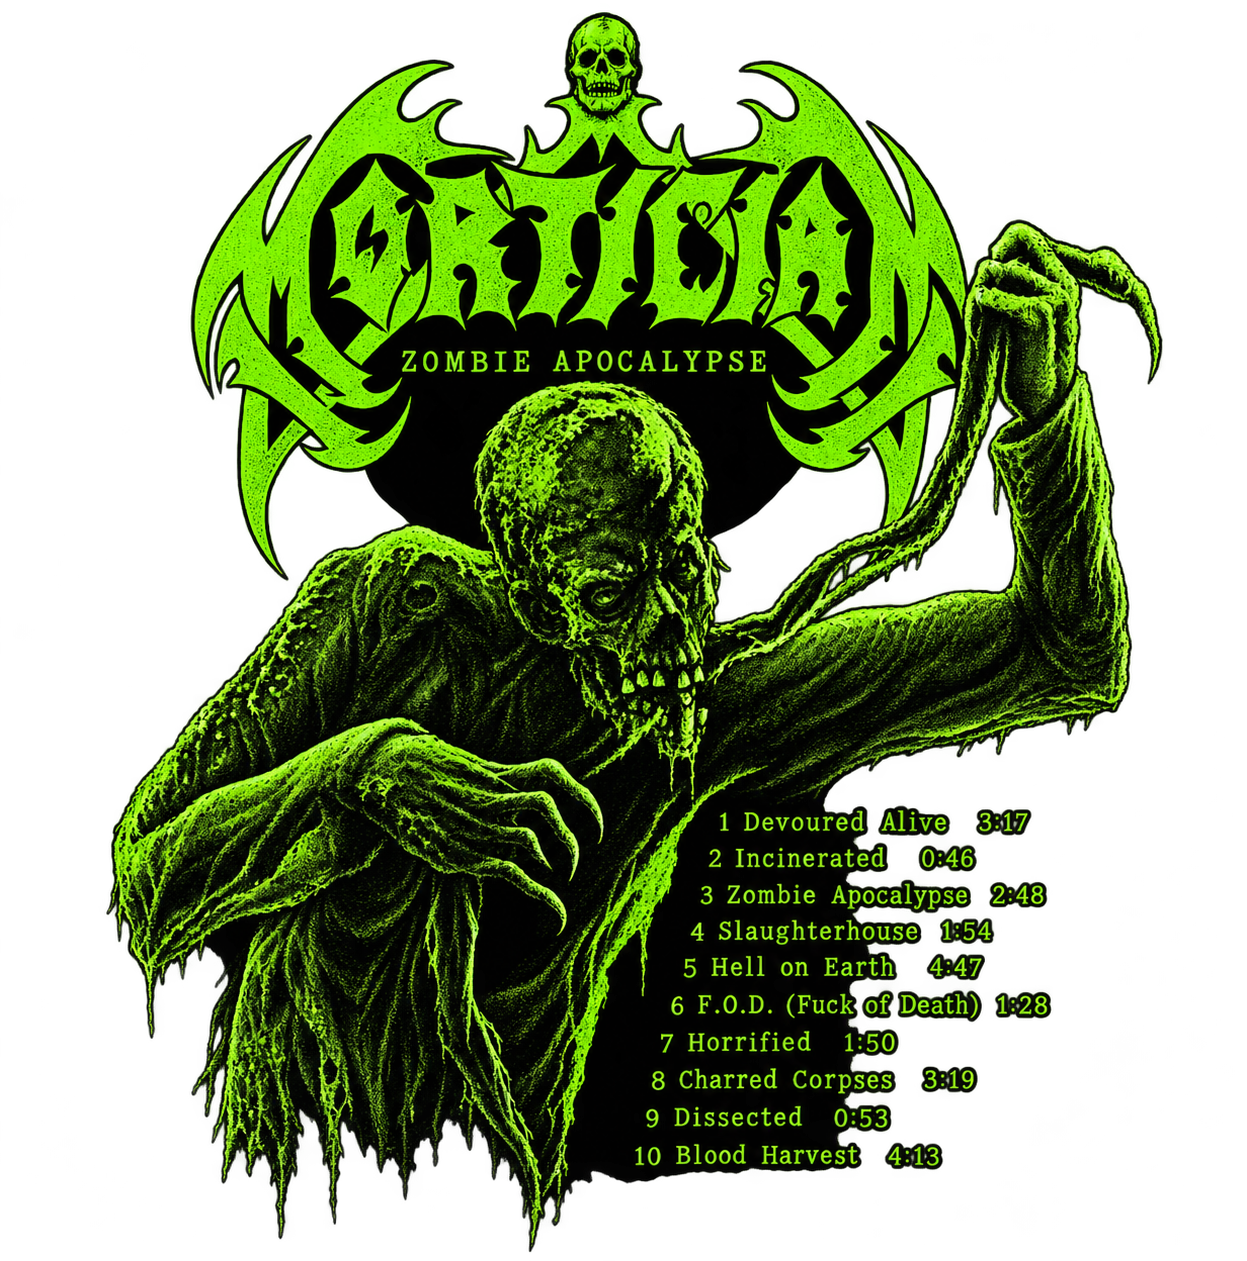 MORTICIAN
ZOMBIE APOCALYPSE
1 Devoured Alive 3:17
2 Incinerated 0:46
3 Zombie Apocalypse 2:48
4 Slaughterhouse 1:54
5 Hell on Earth 4:47
6 F.O.D. (Fuck of Death) 1:28
7 Horrified 1:50
8 Charred Corpses 3:19
9 Dissected 0:53
10 Blood Harvest 4:13